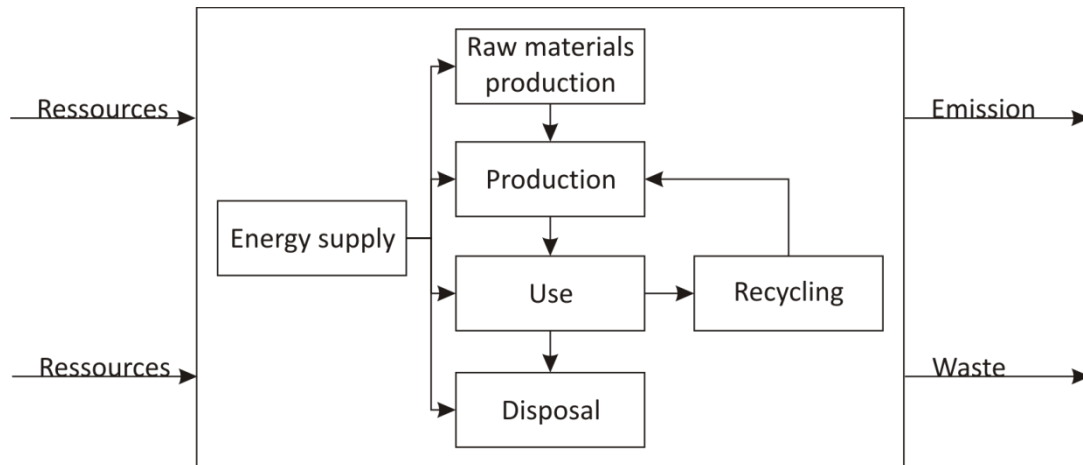 Raw materials
production
Ressources
Emission
Production
Energy supply
Use
Recycling
Ressources
Waste
Disposal